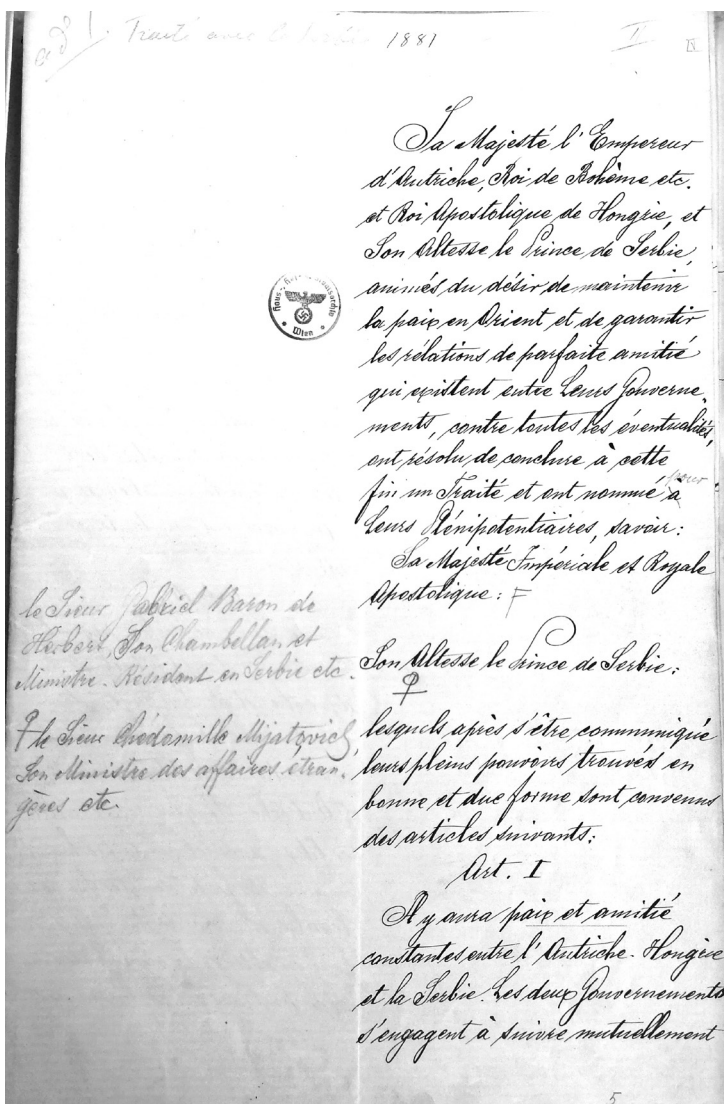 ad I. Traité avec la Serbie 1881
II
IV
Sa Majesté l'Empereur
d'Autriche, Roi de Bohème etc.
et Roi Apostolique de Hongrie, et
Son Altesse le Prince de Serbie,
animés du désir de maintenir
la paix en Orient et de garantir
les rélations de parfaite amitié
qui existent entre Leurs Gouverne-
ments, contre toutes les éventualités,
ont résolu de conclure à cette
fin un Traité et ont nommé à
pour
Leurs Plénipotentiaires, savoir:
Sa Majesté Impériale et Royale
Apostolique: F
le Sieur Gabriel Baron de
Herbert, Son Chambellan et
Ministre-Résident en Serbie etc.
Son Altesse le Prince de Serbie:
le Sieur Chédomille Mijatovich
Son Ministre des affaires étran-
gères etc.
lesquels après s'être communiqué
leurs pleins pouvoirs trouvés en
bonne et due forme sont convenus
des articles suivants:
Art. I
Il y aura paix et amitié
constantes entre l'Autriche-Hongrie
et la Serbie. Les deux Gouvernements
s'engagent à suivre mutuellement
5
Haus-
Wien